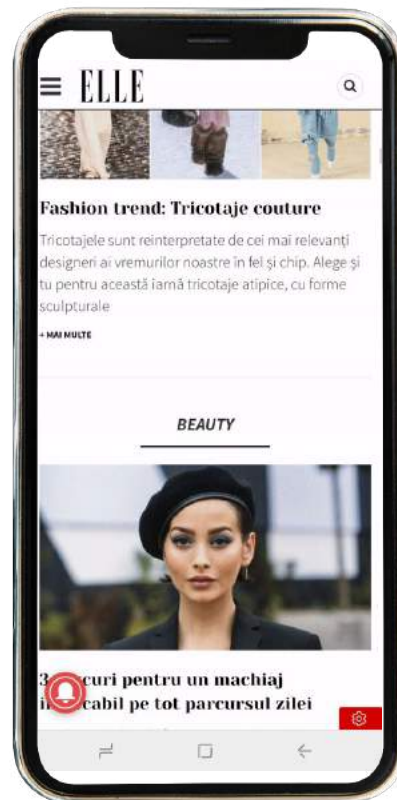 ELLE
Fashion trend: Tricotaje couture
Tricotajele sunt reinterpretate de cei mai relevanți
designeri ai vremurilor noastre în fel și chip. Alege și
tu pentru această iarnă tricotaje atipice, cu forme
sculpturale
+ MAI MULTE
BEAUTY
3 curi pentru un machiaj
cabil pe tot parcursul zilei